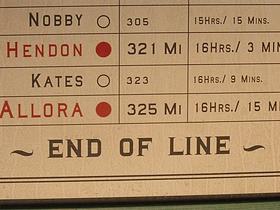 NOBBY 305 15HRS./ 15 MINS.
HENDON 321 MI 16HRS./ 3 MIN
KATES 323 16HRS./ 9 MINS.
ALLORA 325 MI 16HRS./ 15 M
~ END OF LINE ~